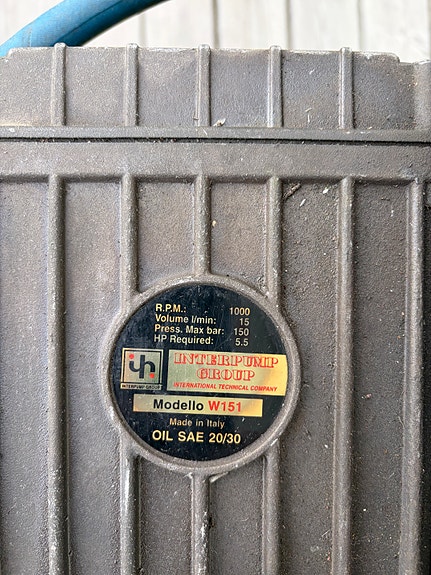 R.P.M.: 1000
Volume l/min: 15
Press. Max bar: 150
HP Required: 5.5
INTERPUMP
GROUP
INTERPUMP GROUP
INTERNATIONAL TECHNICAL COMPANY
Modello W151
Made in Italy
OIL SAE 20/30